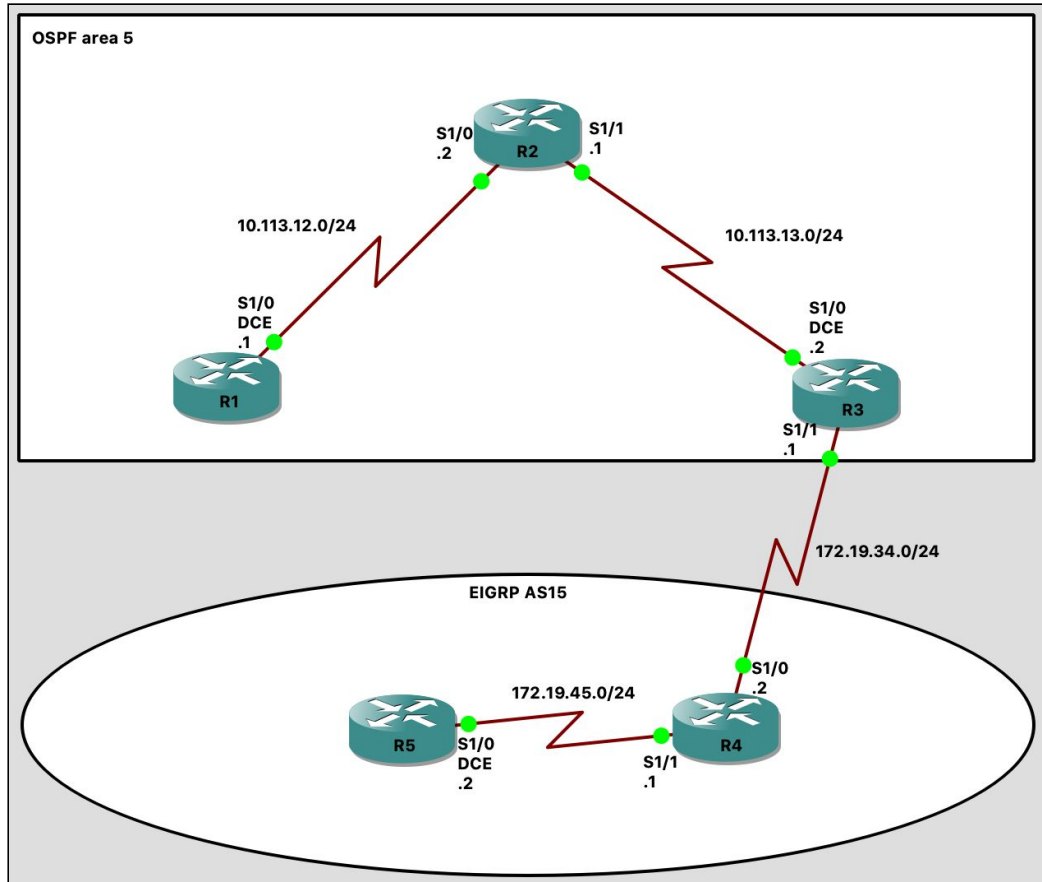 OSPF area 5
S1/0
.2
R2
S1/1
.1
10.113.12.0/24
10.113.13.0/24
S1/0
DCE
.1
R1
S1/0
DCE
.2
R3
S1/1
.1
172.19.34.0/24
EIGRP AS15
172.19.45.0/24
R5
S1/0
DCE
.2
S1/1
.1
R4
S1/0
.2